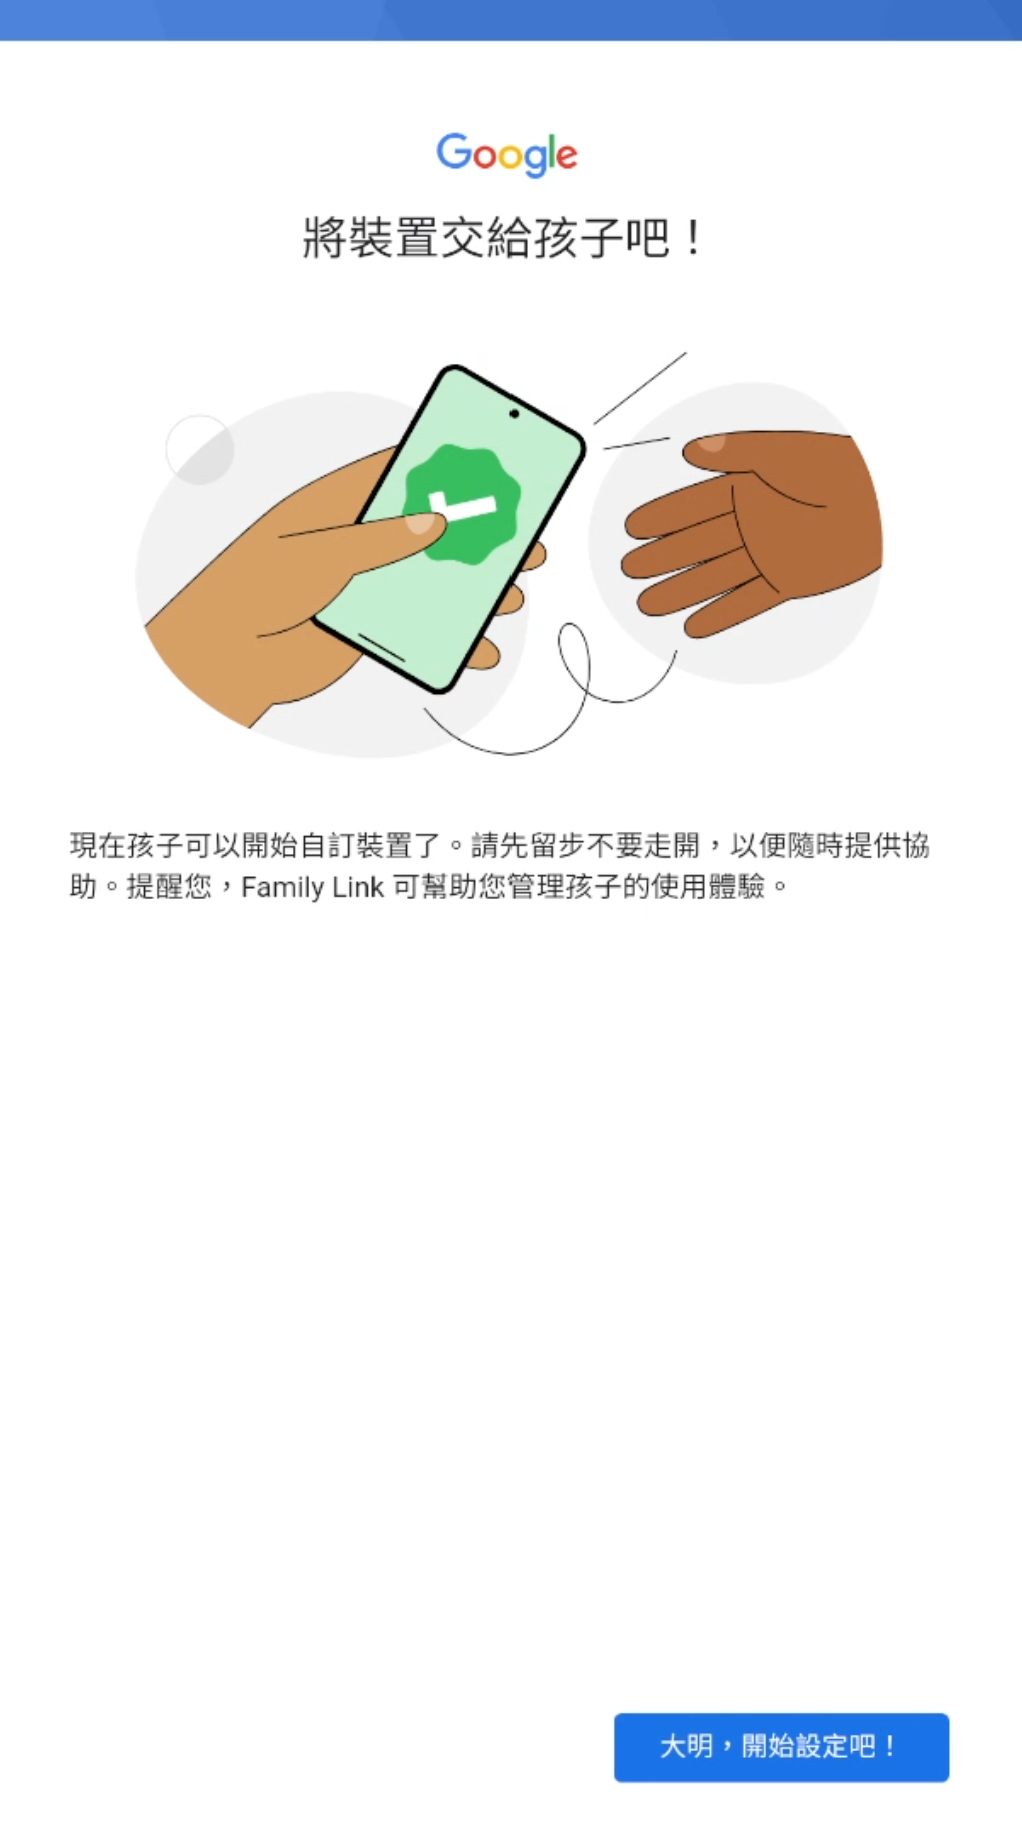 Google
將裝置交給孩子吧！
現在孩子可以開始自訂裝置了。請先留步不要走開，以便隨時提供協
助。提醒您，Family Link 可幫助您管理孩子的使用體驗。
大明，開始設定吧！